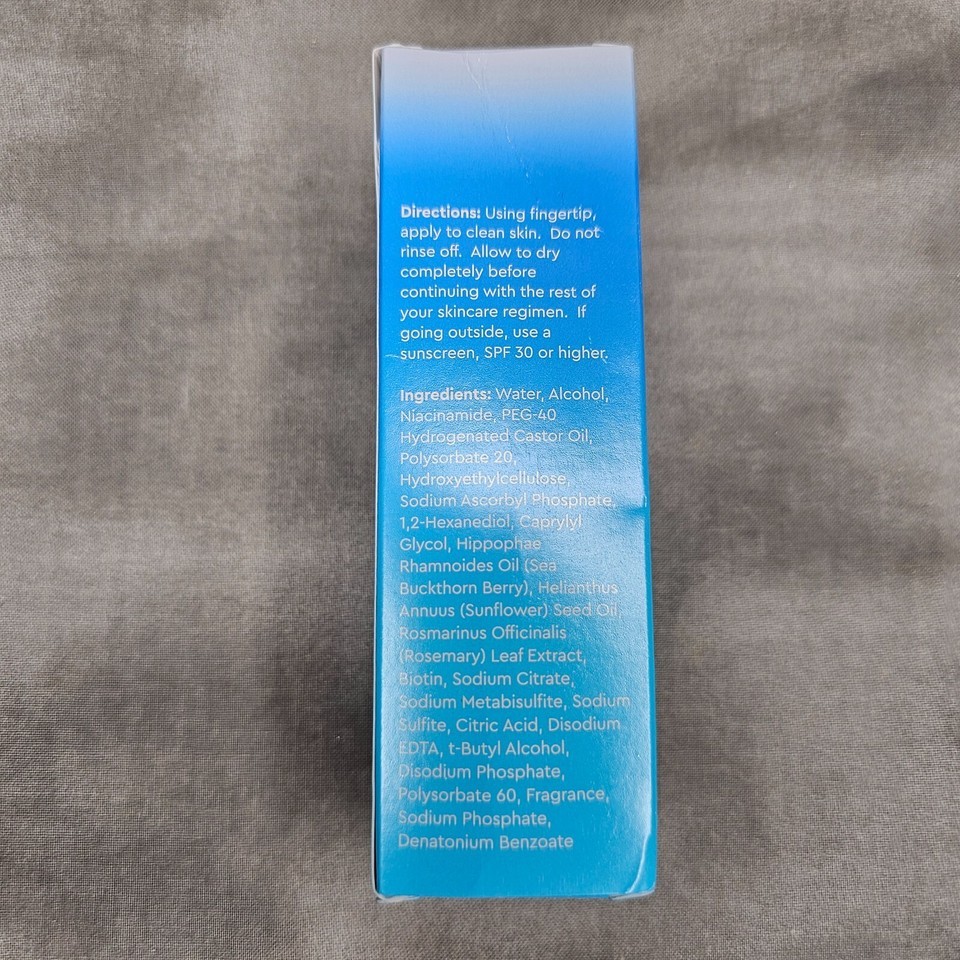 Directions: Using fingertip,
apply to clean skin. Do not
rinse off. Allow to dry
completely before
continuing with the rest of
your skincare regimen. If
going outside, use a
sunscreen, SPF 30 or higher.
Ingredients: Water, Alcohol,
Niacinamide, PEG-40
Hydrogenated Castor Oil,
Polysorbate 20,
Hydroxyethylcellulose,
Sodium Ascorbyl Phosphate,
1,2-Hexanediol, Caprylyl
Glycol, Hippophae
Rhamnoides Oil (Sea
Buckthorn Berry), Helianthus
Annuus (Sunflower) Seed Oil,
Rosmarinus Officinalis
(Rosemary) Leaf Extract,
Biotin, Sodium Citrate,
Sodium Metabisulfite, Sodium
Sulfite, Citric Acid, Disodium
EDTA, t-Butyl Alcohol,
Disodium Phosphate,
Polysorbate 60, Fragrance,
Sodium Phosphate,
Denatonium Benzoate